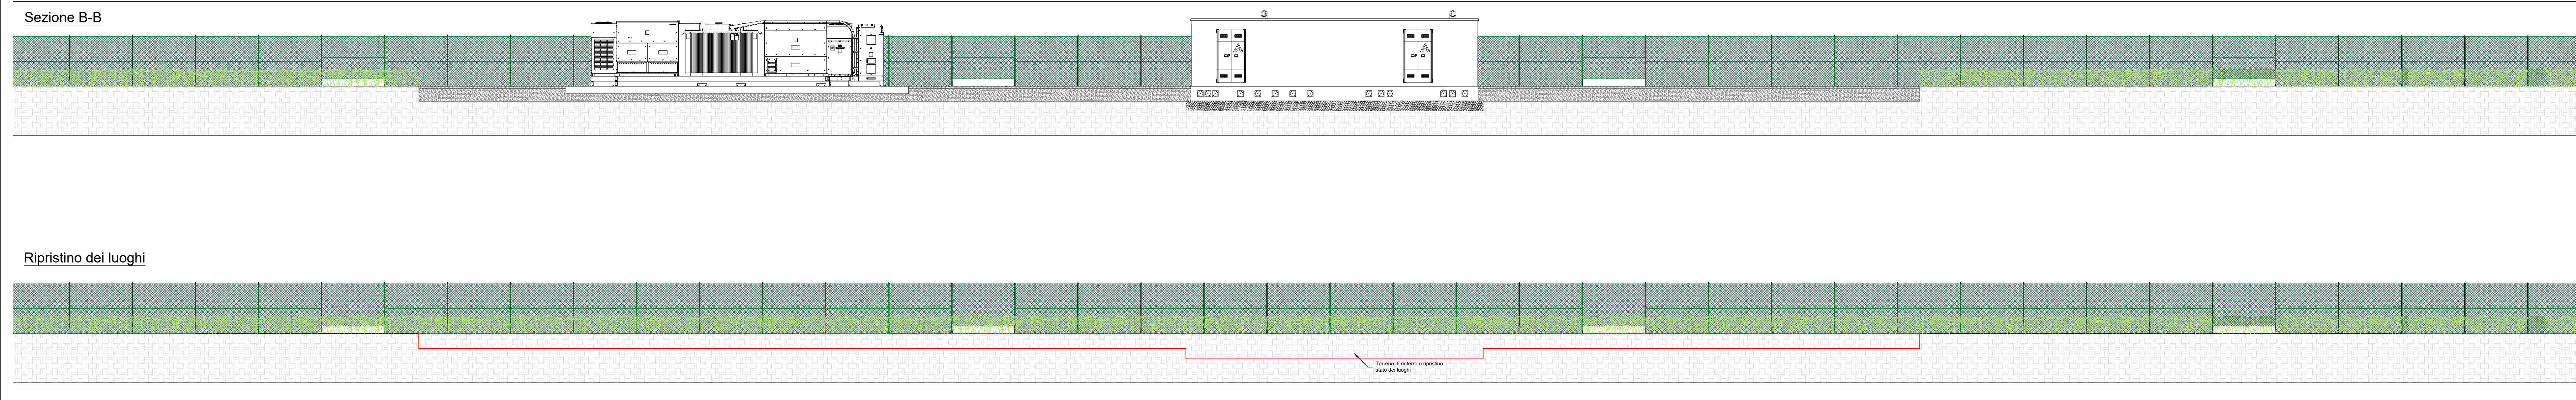 Sezione B-B
Ripristino dei luoghi
Terreno di rinterro e ripristino
stato dei luoghi